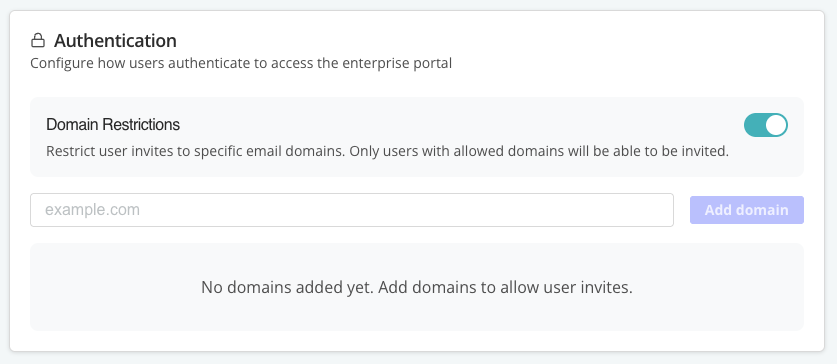 Authentication
Configure how users authenticate to access the enterprise portal
Domain Restrictions
Restrict user invites to specific email domains. Only users with allowed domains will be able to be invited.
example.com
Add domain
No domains added yet. Add domains to allow user invites.